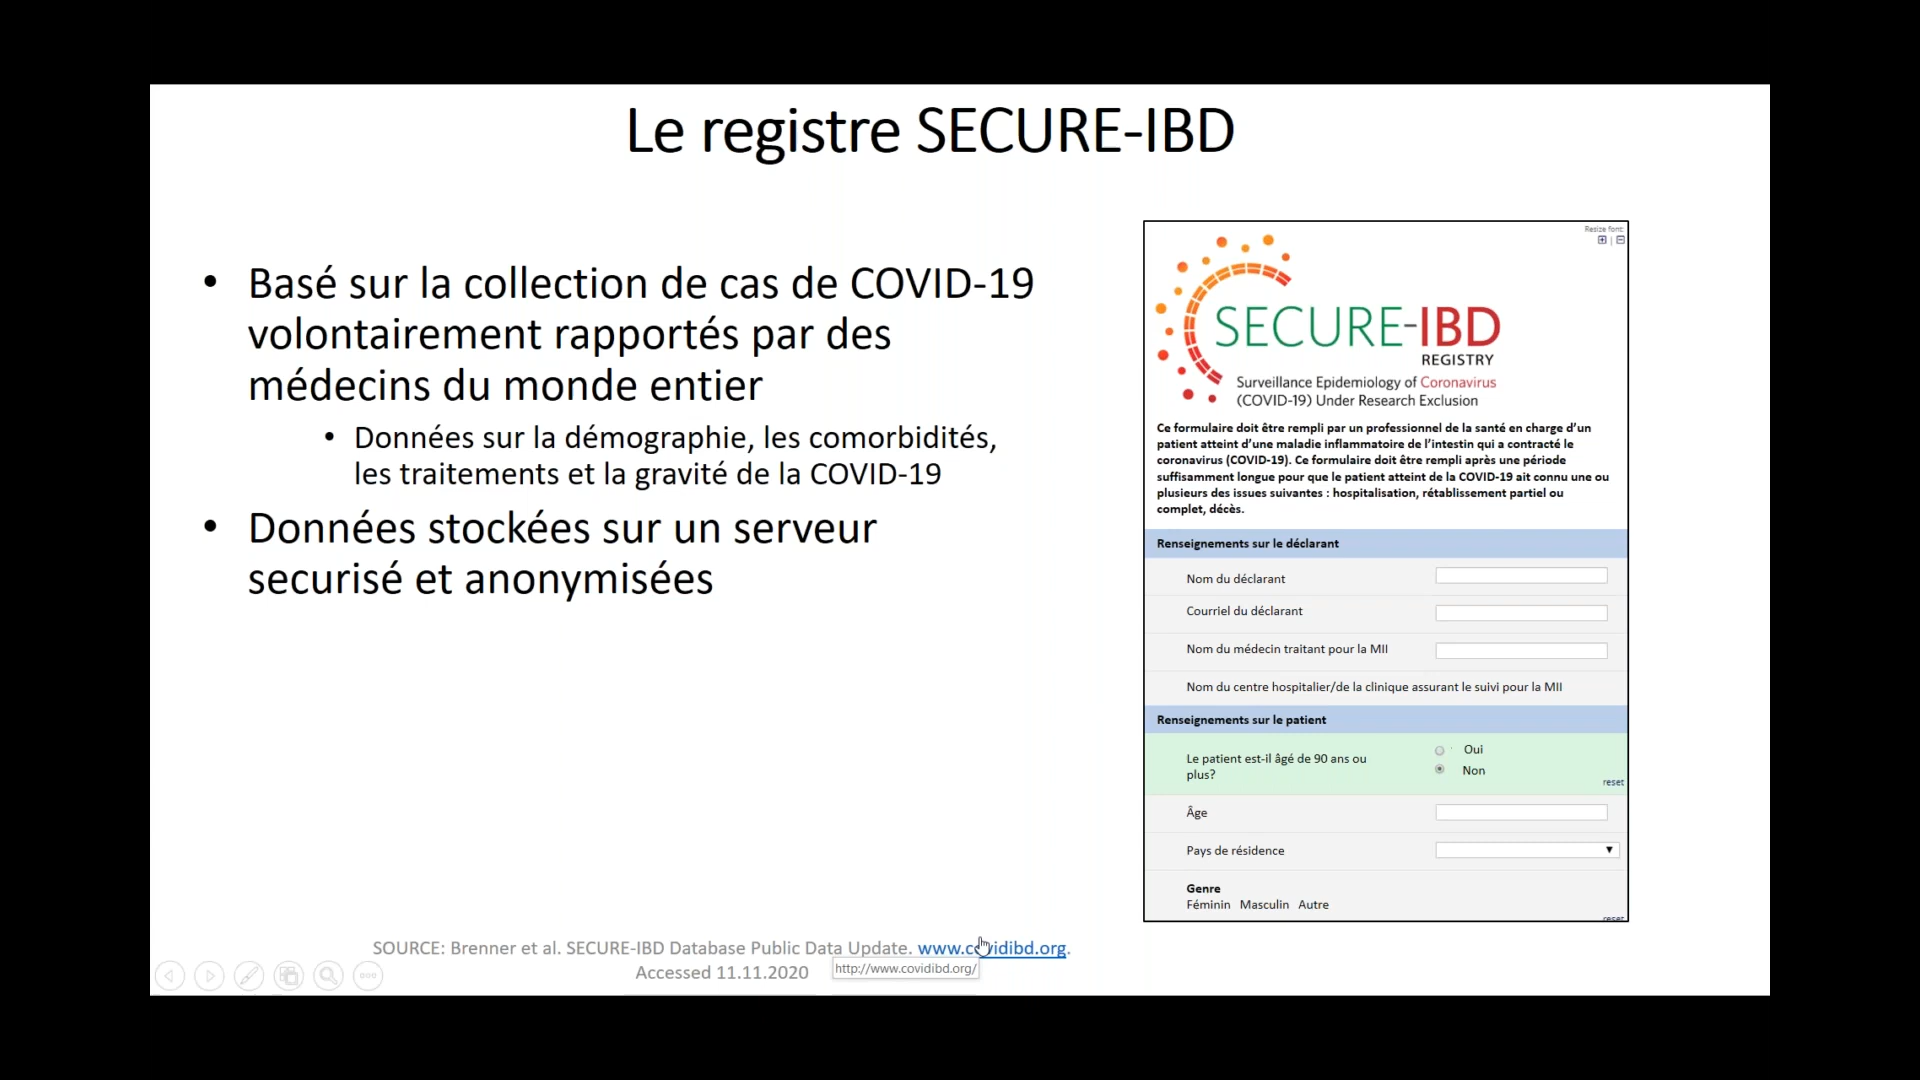 Le registre SECURE-IBD
• Basé sur la collection de cas de COVID-19
volontairement rapportés par des
médecins du monde entier
• Données sur la démographie, les comorbidités,
les traitements et la gravité de la COVID-19
• Données stockées sur un serveur
securisé et anonymisées
Resize font:
SECURE-IBD
REGISTRY
Surveillance Epidemiology of Coronavirus
(COVID-19) Under Research Exclusion
Ce formulaire doit être rempli par un professionnel de la santé en charge d’un
patient atteint d’une maladie inflammatoire de l’intestin qui a contracté le
coronavirus (COVID-19). Ce formulaire doit être rempli après une période
suffisamment longue pour que le patient atteint de la COVID-19 ait connu une ou
plusieurs des issues suivantes : hospitalisation, rétablissement partiel ou
complet, décès.
Renseignements sur le déclarant
Nom du déclarant
Courriel du déclarant
Nom du médecin traitant pour la MII
Nom du centre hospitalier/de la clinique assurant le suivi pour la MII
Renseignements sur le patient
Le patient est-il âgé de 90 ans ou
plus?
Oui
Non
reset
Âge
Pays de résidence
Genre
Féminin Masculin Autre
reset
SOURCE: Brenner et al. SECURE-IBD Database Public Data Update. www.covidibd.org.
Accessed 11.11.2020
http://www.covidibd.org/